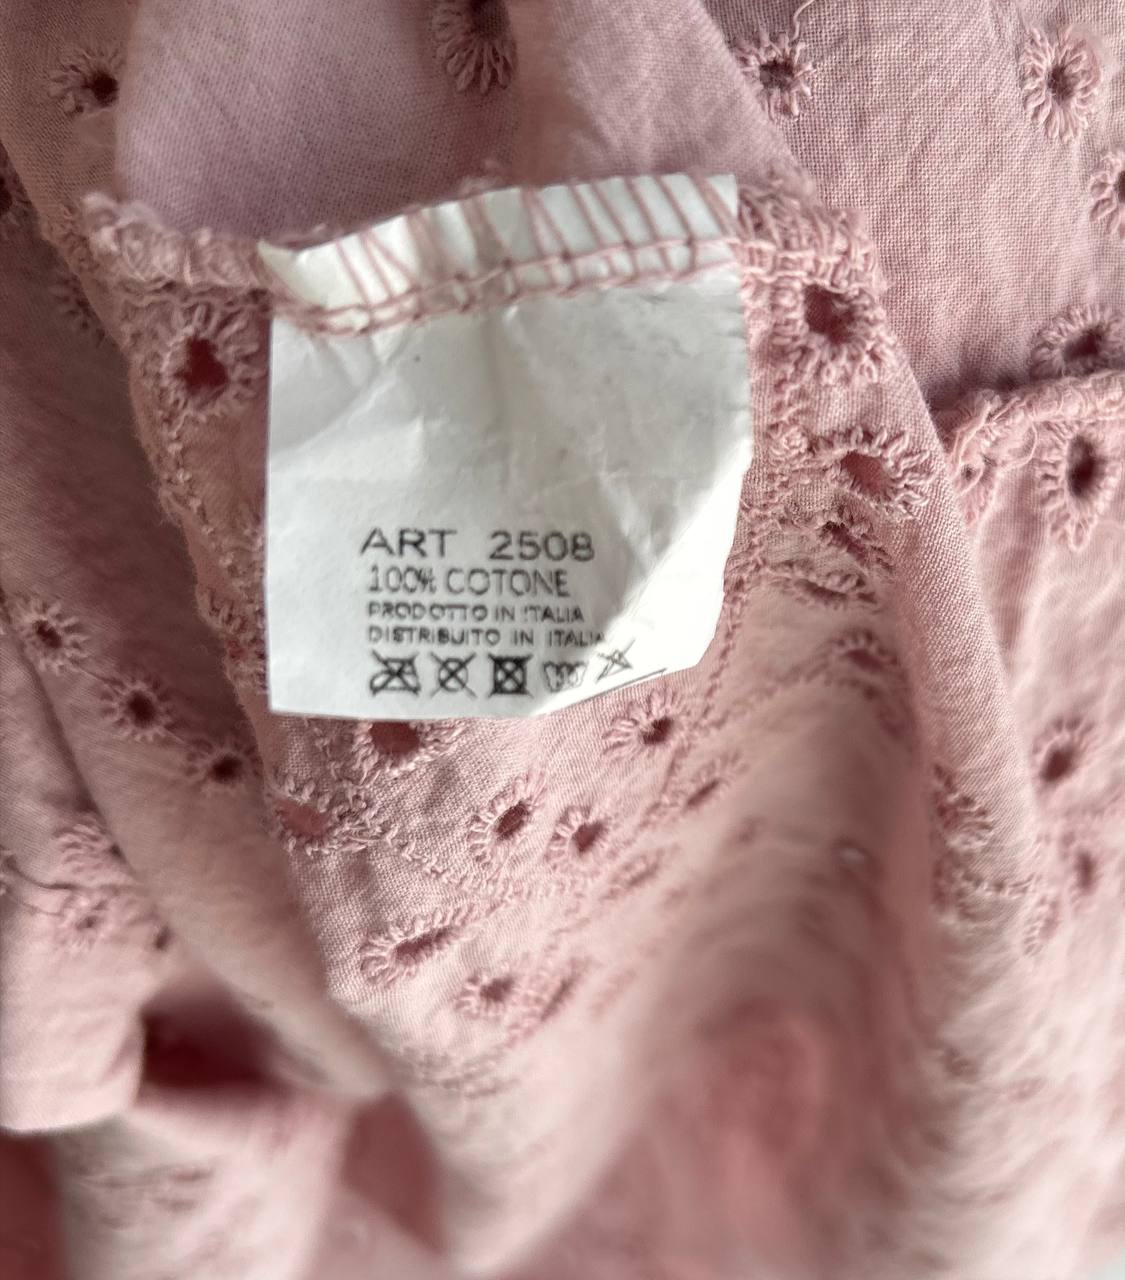 ART 2508
100% COTONE
PRODOTTO IN ITALIA
DISTRIBUITO IN ITALIA